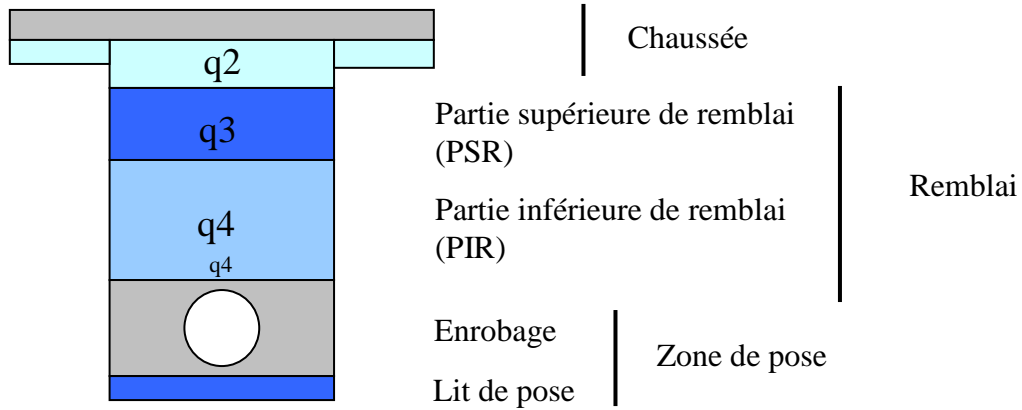 Chaussée
q2
Partie supérieure de remblai
(PSR)
q3
Remblai
Partie inférieure de remblai
(PIR)
q4
q4
Enrobage
Zone de pose
Lit de pose